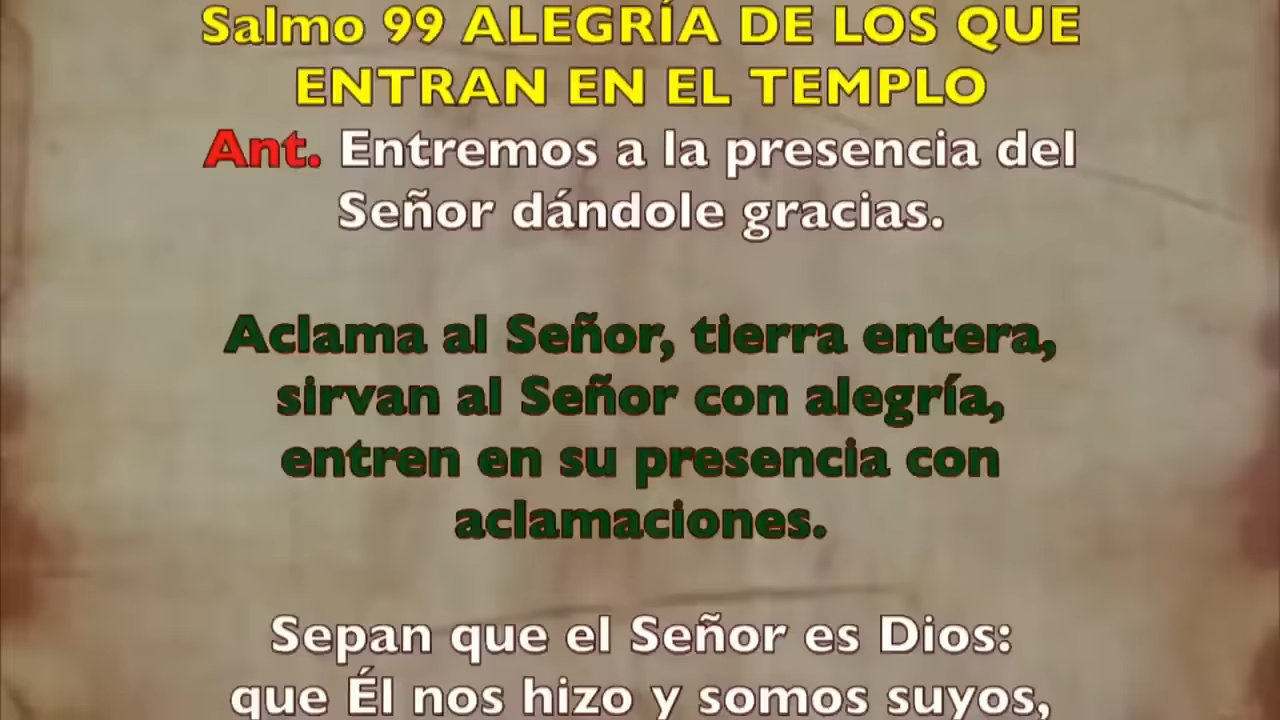 Salmo 99 ALEGRÍA DE LOS QUE
ENTRAN EN EL TEMPLO
Ant. Entremos a la presencia del
Señor dándole gracias.
Aclama al Señor, tierra entera,
sirvan al Señor con alegría,
entren en su presencia con
aclamaciones.
Sepan que el Señor es Dios:
que Él nos hizo y somos suyos,